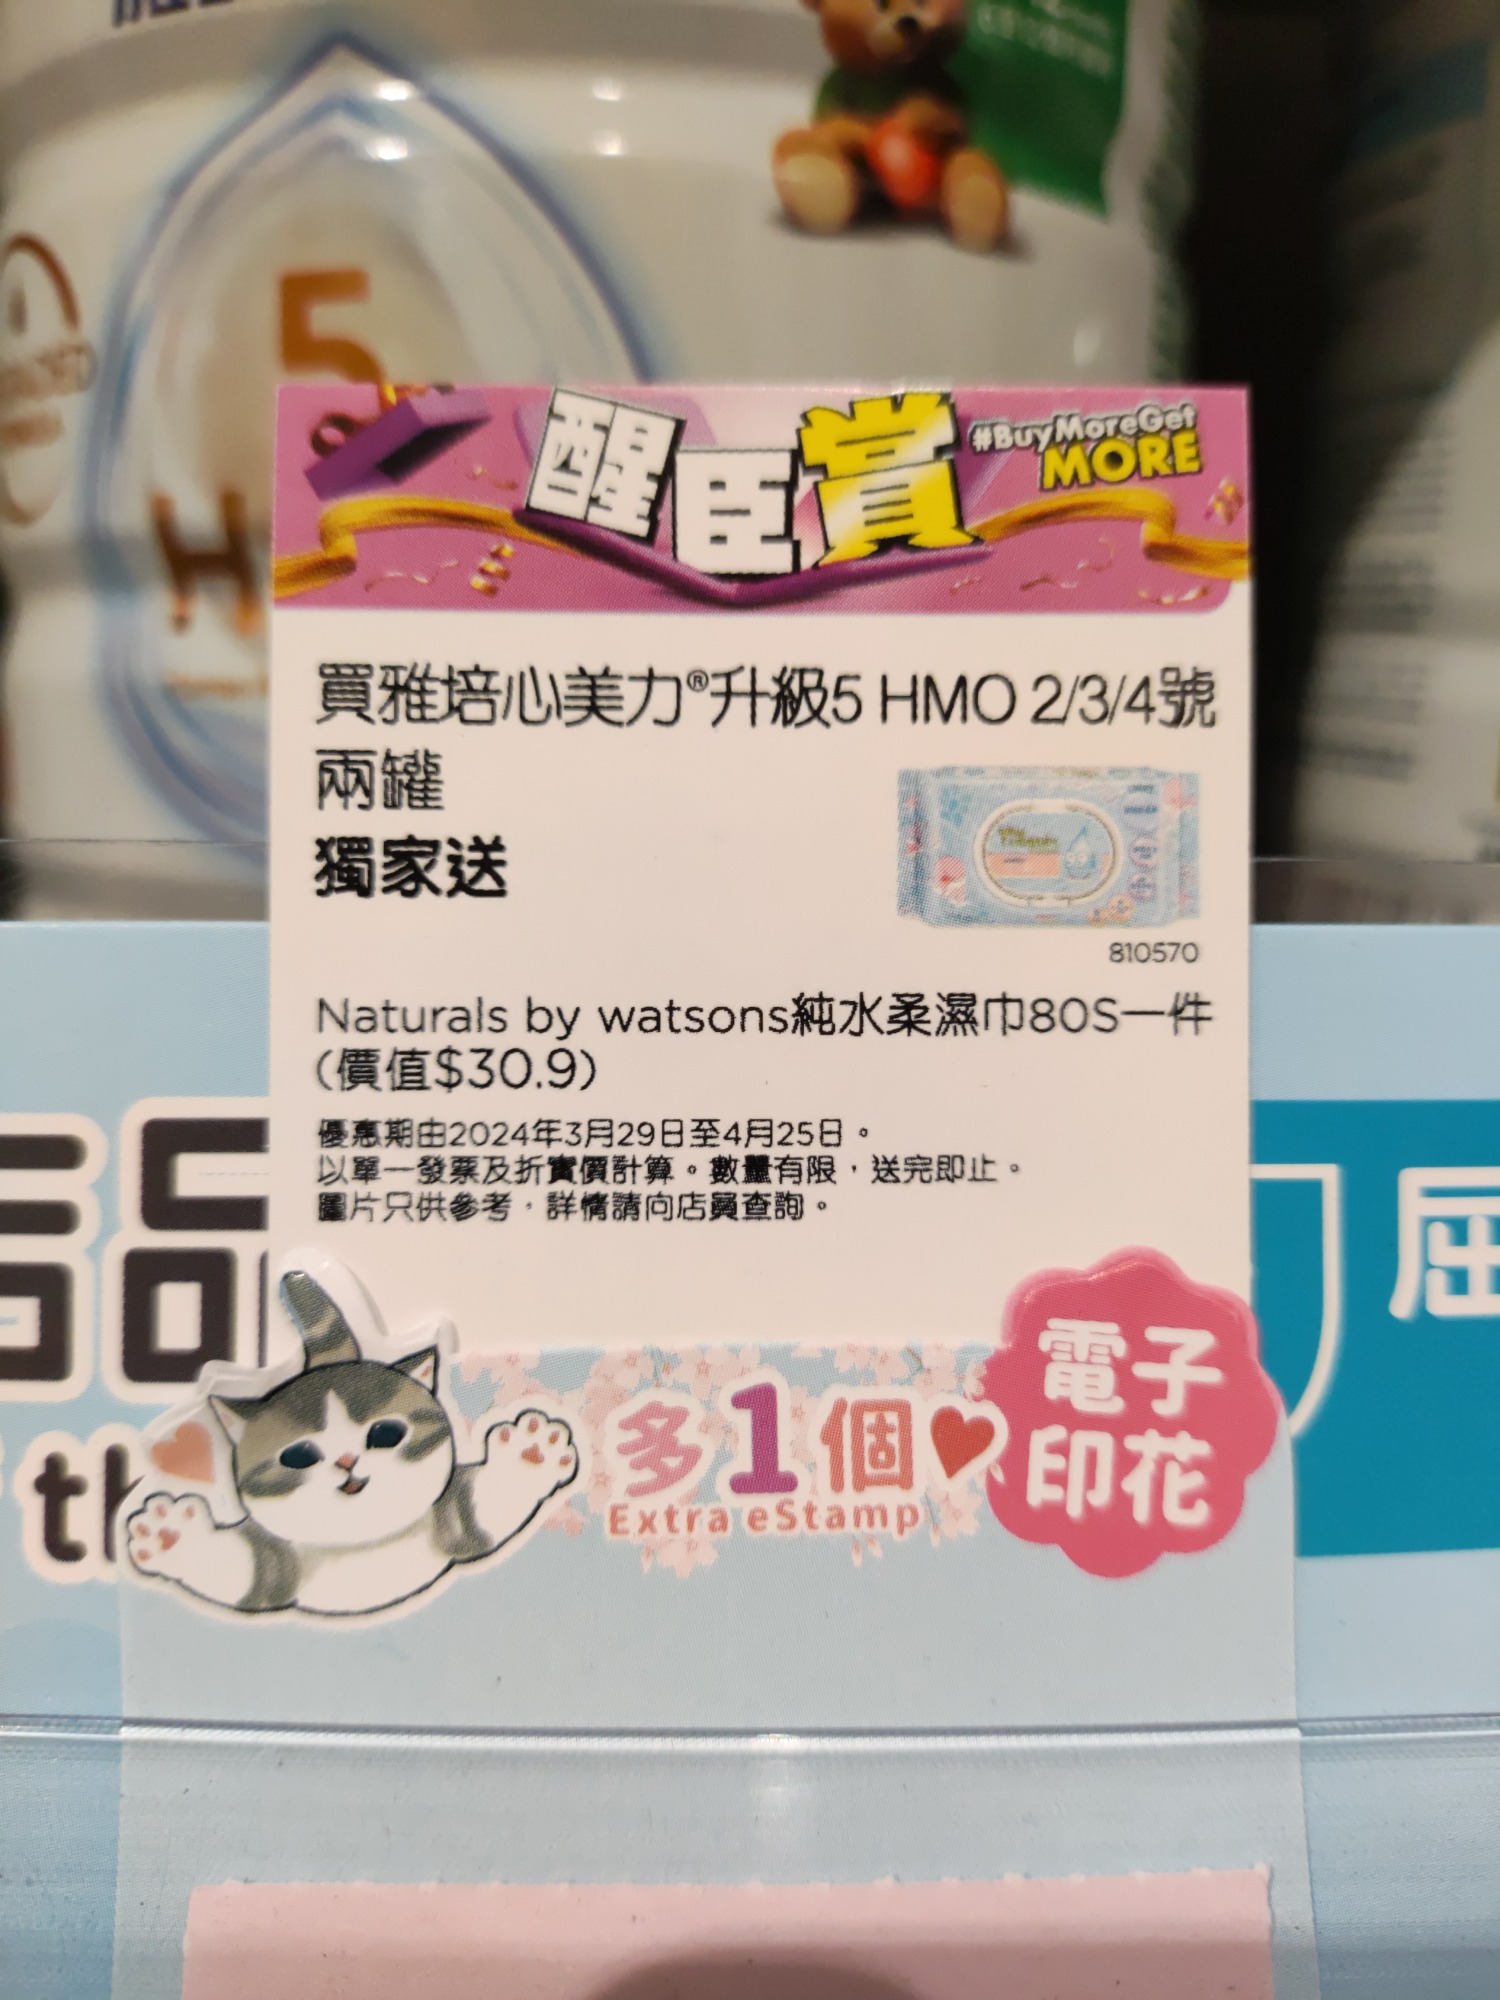 5
醒臣賞
#BuyMoreGet
MORE
買雅培心美力®升級5 HMO 2/3/4號
兩罐
獨家送
810570
Naturals by watsons純水柔濕巾80S一件
(價值$30.9)
優惠期由2024年3月29日至4月25日。
以單一發票及折實價計算。數量有限，送完即止。
圖片只供參考，詳情請向店員查詢。
多1個
Extra eStamp
電子
印花
品
屈
th